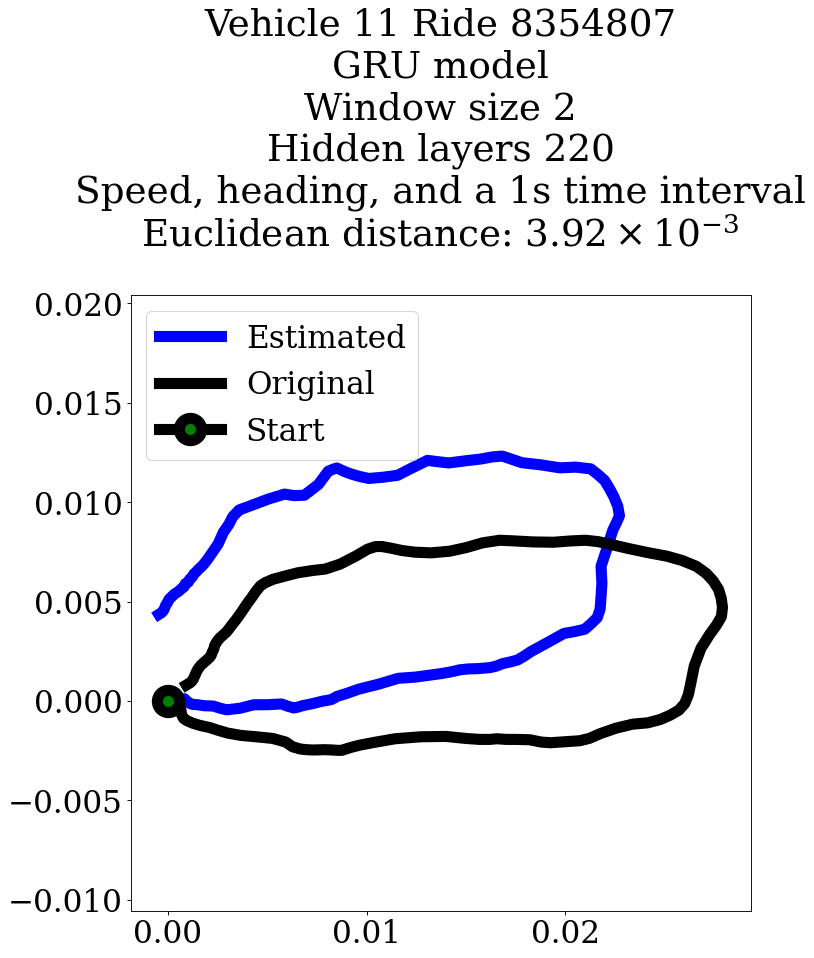 Vehicle 11 Ride 8354807
GRU model
Window size 2
Hidden layers 220
Speed, heading, and a 1s time interval
Euclidean distance: 3.92 × 10⁻³
0.020
0.015
0.010
0.005
0.000
−0.005
−0.010
Estimated
Original
Start
0.00 0.01 0.02